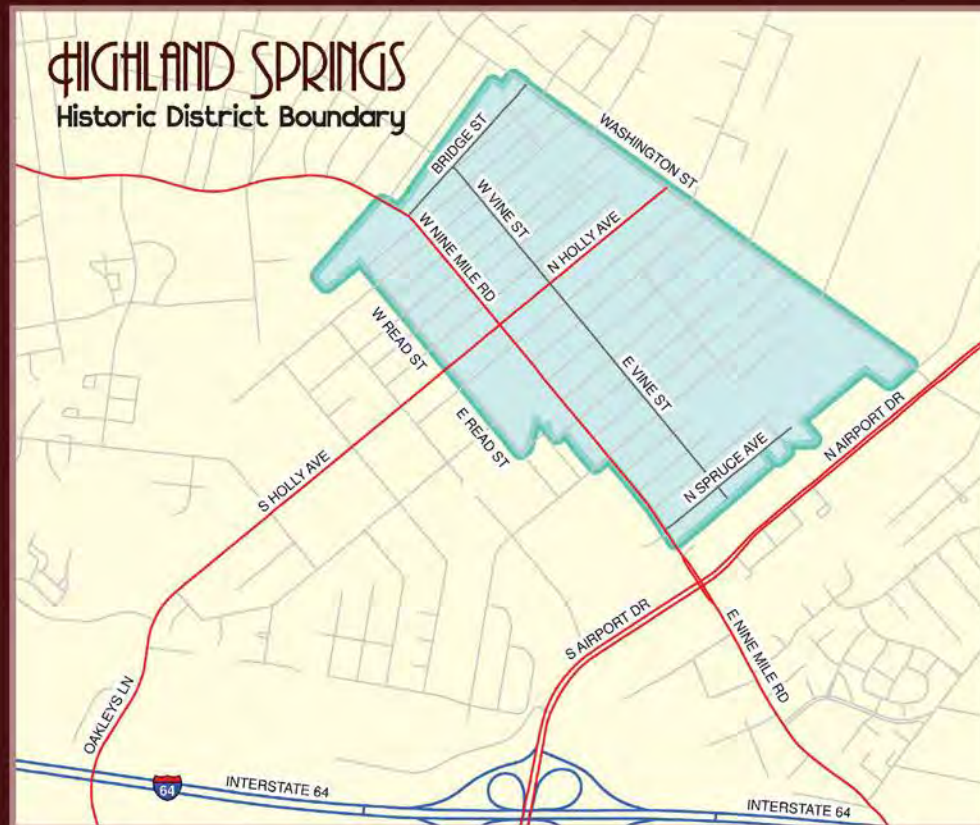 HIGHLAND SPRINGS
Historic District Boundary
BRIDGE ST
WASHINGTON ST
W VINE ST
N HOLLY AVE
W NINE MILE RD
W READ ST
E VINE ST
E READ ST
N SPRUCE AVE
N AIRPORT DR
S HOLLY AVE
S AIRPORT DR
E NINE MILE RD
OAKLEYS LN
64
INTERSTATE 64
INTERSTATE 64